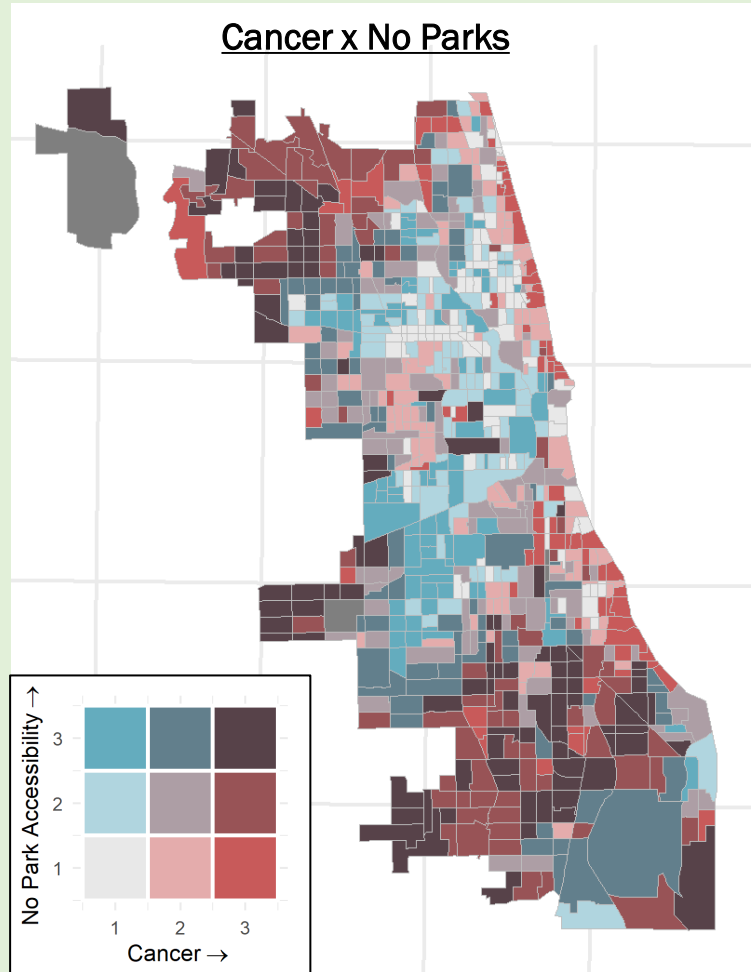 Cancer x No Parks
No Park Accessibility →
3
2
1
1 2 3
Cancer →